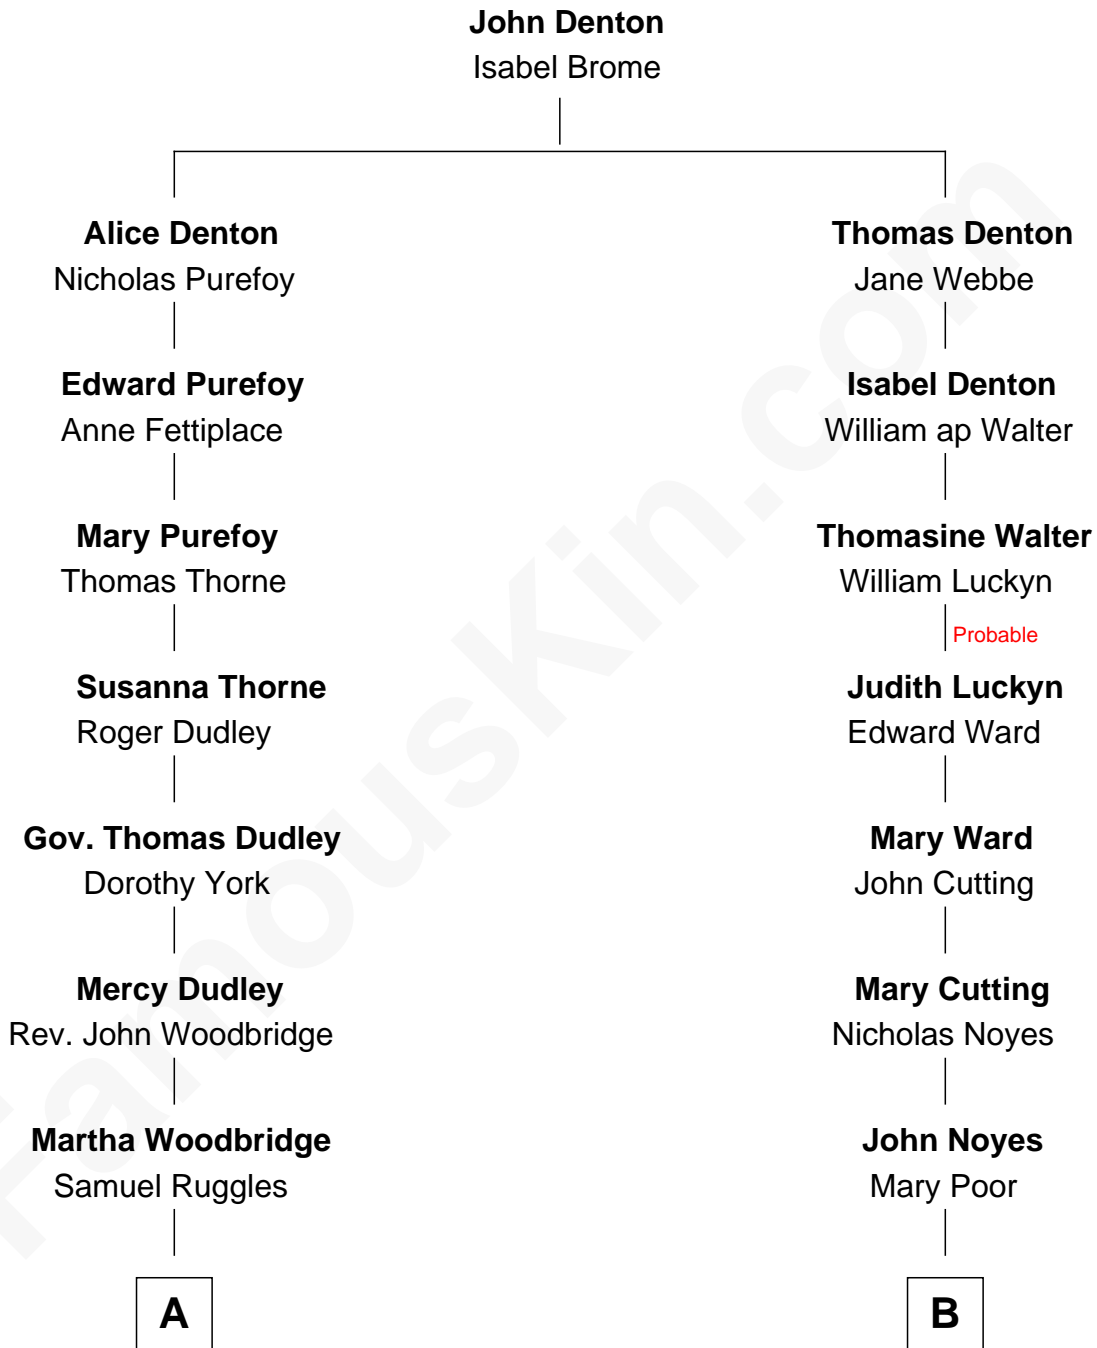 John Denton
Isabel Brome
Alice Denton
Nicholas Purefoy
Edward Purefoy
Anne Fettiplace
Mary Purefoy
Thomas Thorne
Susanna Thorne
Roger Dudley
Gov. Thomas Dudley
Dorothy York
Mercy Dudley
Rev. John Woodbridge
Martha Woodbridge
Samuel Ruggles
A
Thomas Denton
Jane Webbe
Isabel Denton
William ap Walter
Thomasine Walter
William Luckyn
Probable
Judith Luckyn
Edward Ward
Mary Ward
John Cutting
Mary Cutting
Nicholas Noyes
John Noyes
Mary Poor
B
FamousKin.com